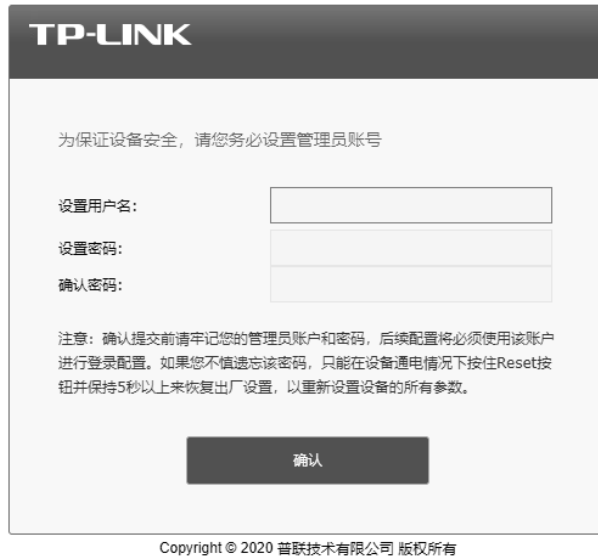 TP-LINK
为保证设备安全，请您务必设置管理员账号
设置用户名：
设置密码：
确认密码：
注意：确认提交前请牢记您的管理员账户和密码，后续配置将必须使用该账户
进行登录配置。如果您不慎遗忘该密码，只能在设备通电情况下按住Reset按
钮并保持5秒以上来恢复出厂设置，以重新设置设备的所有参数。
确认
Copyright © 2020 普联技术有限公司 版权所有